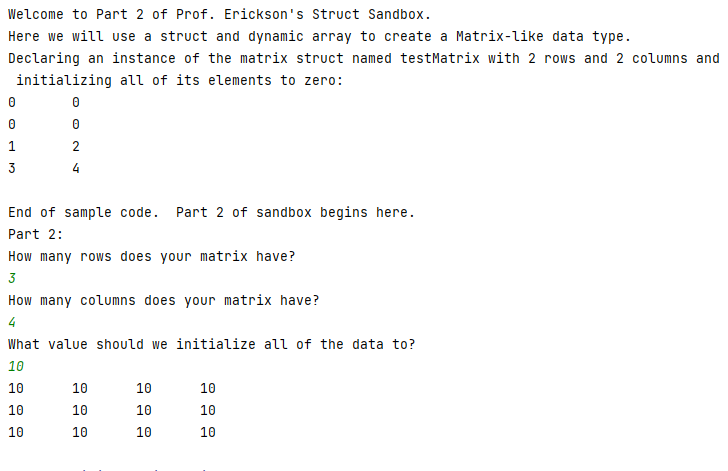 Welcome to Part 2 of Prof. Erickson's Struct Sandbox.
Here we will use a struct and dynamic array to create a Matrix-like data type.
Declaring an instance of the matrix struct named testMatrix with 2 rows and 2 columns and
 initializing all of its elements to zero:
0       0
0       0
1       2
3       4

End of sample code.  Part 2 of sandbox begins here.
Part 2:
How many rows does your matrix have?
3
How many columns does your matrix have?
4
What value should we initialize all of the data to?
10
10      10      10      10
10      10      10      10
10      10      10      10